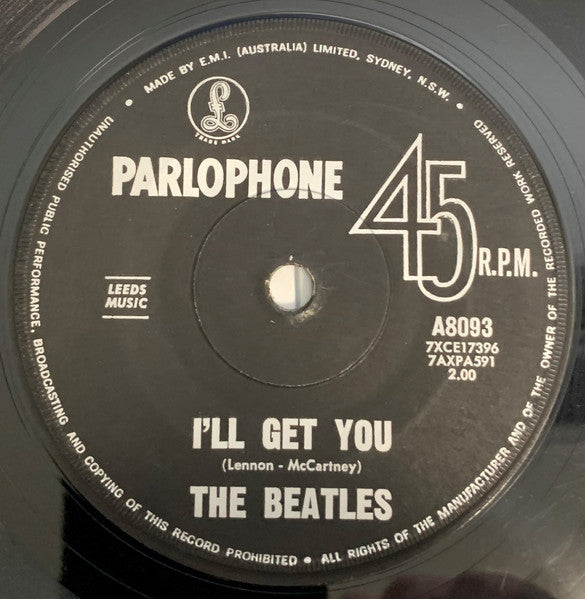 • MADE BY E.M.I. (AUSTRALIA) LIMITED, SYDNEY, N.S.W. •
UNAUTHORISED PUBLIC PERFORMANCE, BROADCASTING AND COPYING OF THIS RECORD PROHIBITED • ALL RIGHTS OF THE MANUFACTURER AND OF THE OWNER OF THE RECORDED WORK RESERVED
£
TRADE MARK
PARLOPHONE
45
R.P.M.
LEEDS
MUSIC
A8093
7XCE17396
7AXPA591
2.00
I'LL GET YOU
(Lennon - McCartney)
THE BEATLES